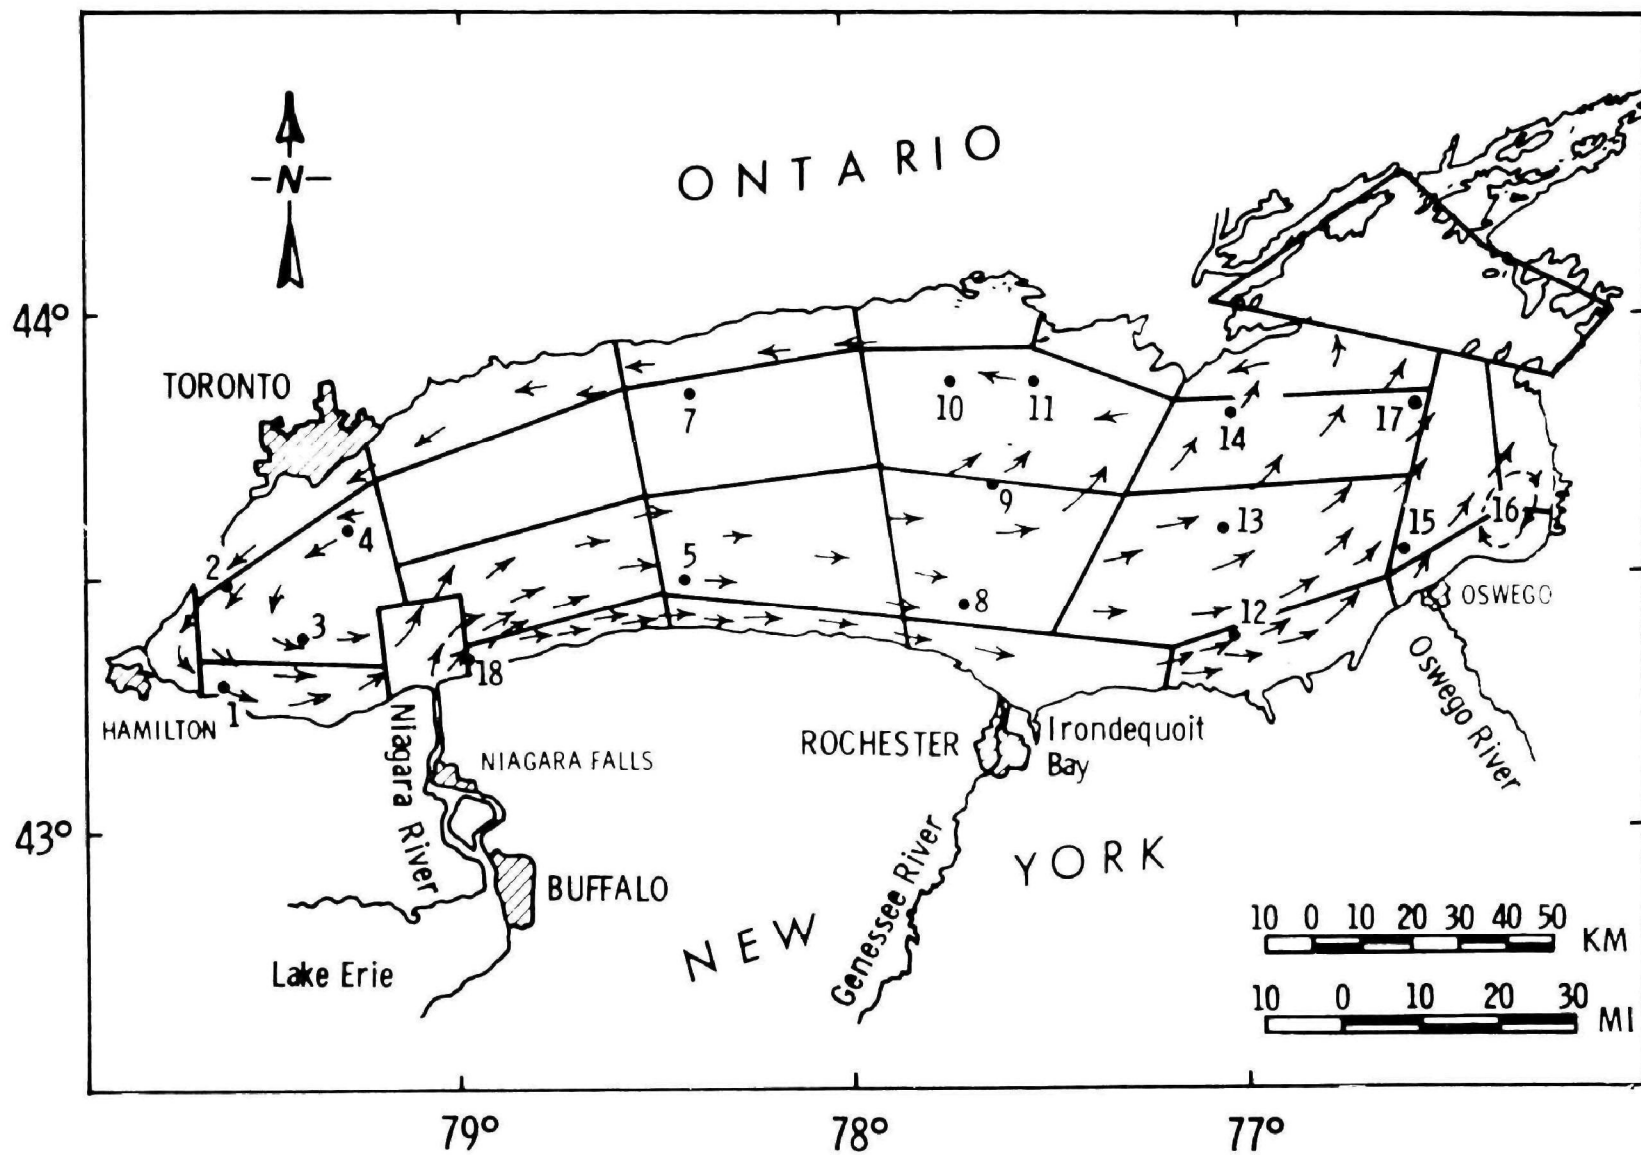 ONTARIO
N
44°
TORONTO
7
10
11
14
17
2
4
9
13
15
16
5
8
12
3
OSWEGO
18
1
HAMILTON
Niagara River
NIAGARA FALLS
ROCHESTER
Irondequoit
Bay
Oswego River
43°
BUFFALO
NEW YORK
Genessee River
Lake Erie
10 0 10 20 30 40 50 KM
10 0 10 20 30 MI
79° 78° 77°